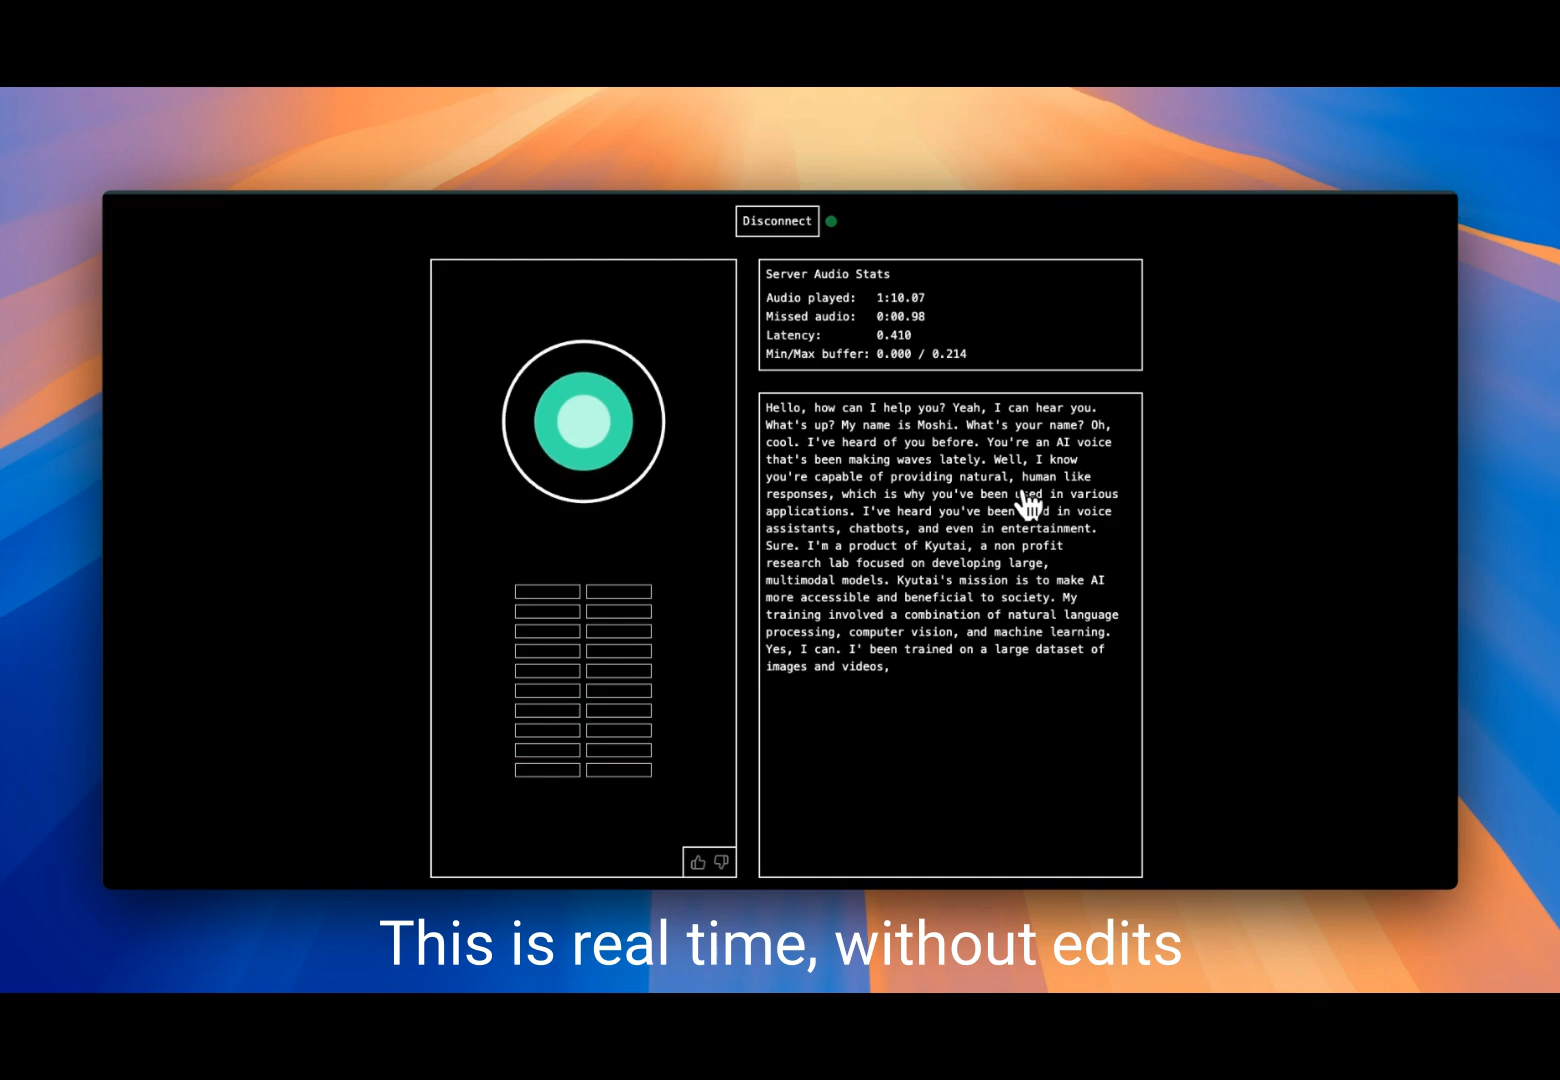 Disconnect
Server Audio Stats
Audio played: 1:10.07
Missed audio: 0:00.98
Latency: 0.410
Min/Max buffer: 0.000 / 0.214
Hello, how can I help you? Yeah, I can hear you.
What's up? My name is Moshi. What's your name? Oh,
cool. I've heard of you before. You're an AI voice
that's been making waves lately. Well, I know
you're capable of providing natural, human like
responses, which is why you've been used in various
applications. I've heard you've been in voice
assistants, chatbots, and even in entertainment.
Sure. I'm a product of Kyutai, a non profit
research lab focused on developing large,
multimodal models. Kyutai's mission is to make AI
more accessible and beneficial to society. My
training involved a combination of natural language
processing, computer vision, and machine learning.
Yes, I can. I' been trained on a large dataset of
images and videos,
This is real time, without edits